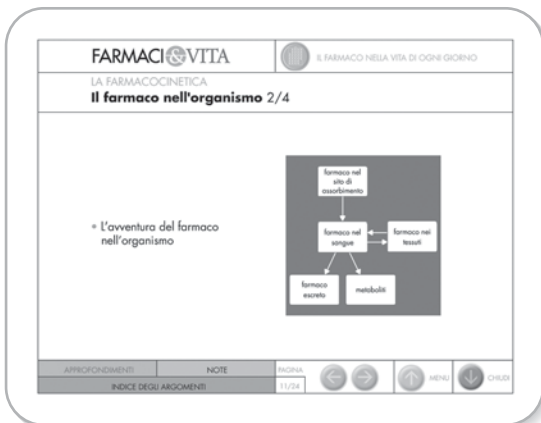 FARMACI&VITA
IL FARMACO NELLA VITA DI OGNI GIORNO
LA FARMACOCINETICA
Il farmaco nell'organismo 2/4
• L'avventura del farmaco
nell'organismo
farmaco nel
sito di
assorbimento
farmaco nel
sangue
farmaco nei
tessuti
farmaco
escreto
metaboliti
APPROFONDIMENTI
NOTE
PAGINA
INDICE DEGLI ARGOMENTI
11/24
MENU
CHIUDI